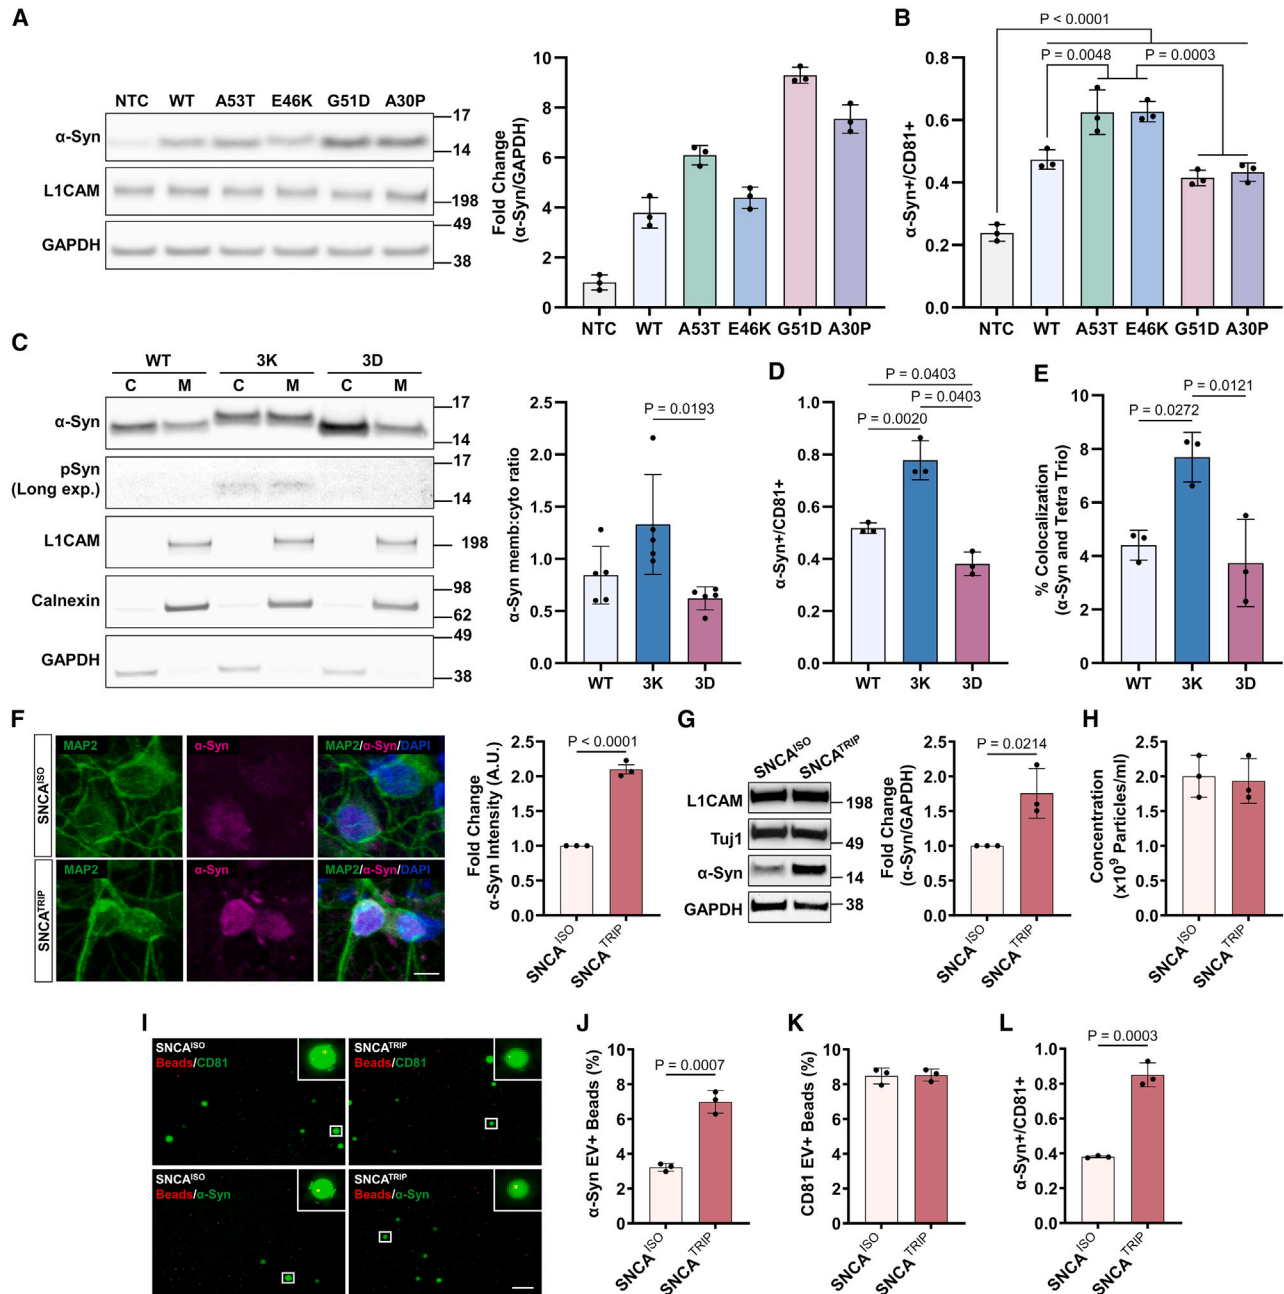 A
NTC WT A53T E46K G51D A30P
α-Syn
17
14
L1CAM
198
GAPDH
49
38
Fold Change
(α-Syn/GAPDH)
10
8
6
4
2
0
NTC WT A53T E46K G51D A30P
B
P < 0.0001
P = 0.0048 P = 0.0003
α-Syn+/CD81+
0.8
0.6
0.4
0.2
0.0
NTC WT A53T E46K G51D A30P
C
WT 3K 3D
C M C M C M
α-Syn
17
14
pSyn
(Long exp.)
17
14
L1CAM
198
Calnexin
98
62
GAPDH
49
38
α-Syn memb:cyto ratio
2.5
2.0
1.5
1.0
0.5
0.0
P = 0.0193
WT 3K 3D
D
P = 0.0403
P = 0.0403
P = 0.0020
α-Syn+/CD81+
1.0
0.8
0.6
0.4
0.2
0.0
WT 3K 3D
E
P = 0.0121
P = 0.0272
% Colocalization
(α-Syn and Tetra Trio)
10
8
6
4
2
0
WT 3K 3D
F
SNCAISO
MAP2 α-Syn MAP2/α-Syn/DAPI
SNCATRIP
MAP2 α-Syn MAP2/α-Syn/DAPI
Fold Change
α-Syn Intensity (A.U.)
2.5
2.0
1.5
1.0
0.5
0.0
P < 0.0001
SNCAISO SNCATRIP
G
SNCAISO SNCATRIP
L1CAM
198
Tuj1
49
α-Syn
14
GAPDH
38
Fold Change
(α-Syn/GAPDH)
2.5
2.0
1.5
1.0
0.5
0.0
P = 0.0214
SNCAISO SNCATRIP
H
Concentration
(x10⁹ Particles/ml)
2.5
2.0
1.5
1.0
0.5
0.0
SNCAISO SNCATRIP
I
SNCAISO
Beads/CD81
SNCATRIP
Beads/CD81
SNCAISO
Beads/α-Syn
SNCATRIP
Beads/α-Syn
J
α-Syn EV+ Beads (%)
10
8
6
4
2
0
P = 0.0007
SNCAISO SNCATRIP
K
CD81 EV+ Beads (%)
10
8
6
4
2
0
SNCAISO SNCATRIP
L
α-Syn+/CD81+
1.0
0.8
0.6
0.4
0.2
0.0
P = 0.0003
SNCAISO SNCATRIP